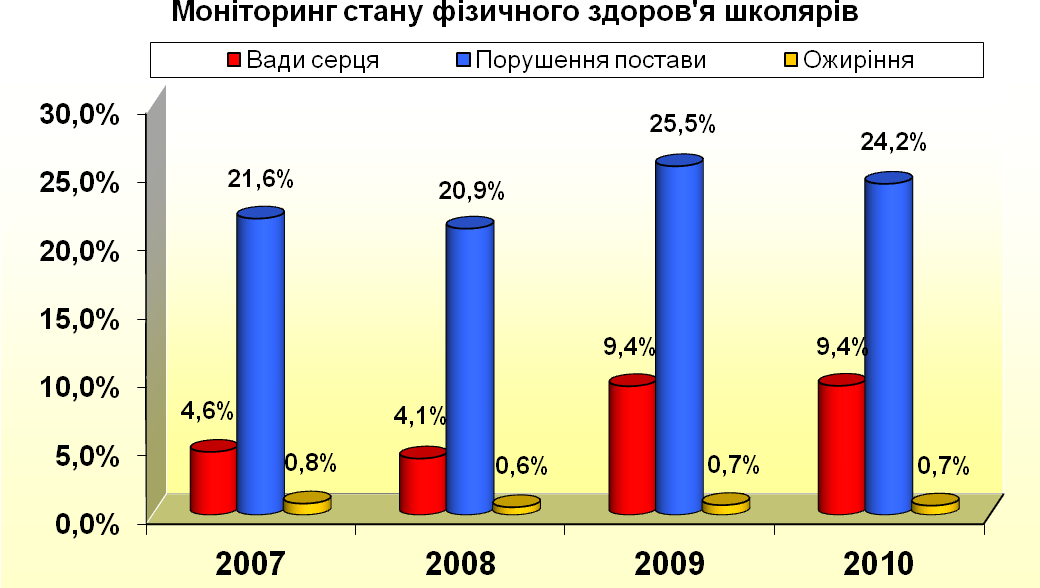 Моніторинг стану фізичного здоров'я школярів
Вади серця Порушення постави Ожиріння
30,0%
25,0%
20,0%
15,0%
10,0%
5,0%
0,0%
4,6% 21,6% 0,8%
4,1% 20,9% 0,6%
9,4% 25,5% 0,7%
9,4% 24,2% 0,7%
2007 2008 2009 2010